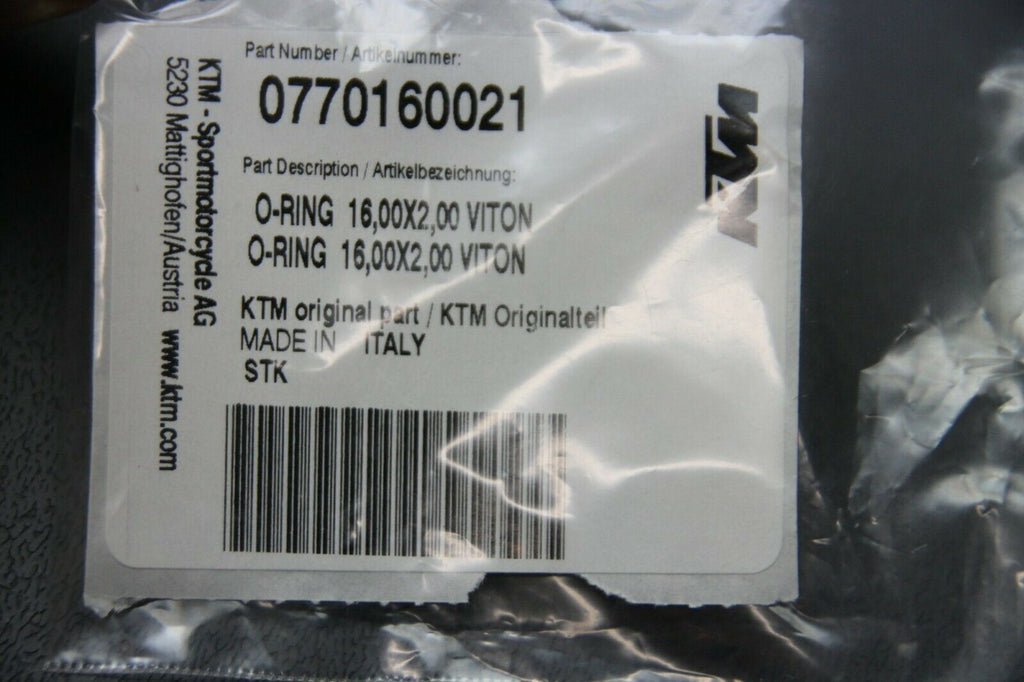 Part Number / Artikelnummer:
0770160021
Part Description / Artikelbezeichnung:
O-RING 16,00X2,00 VITON
O-RING 16,00X2,00 VITON
KTM original part / KTM Originalteil
MADE IN ITALY
STK
KTM
KTM - Sportmotorcycle AG
5230 Mattighofen/Austria www.ktm.com